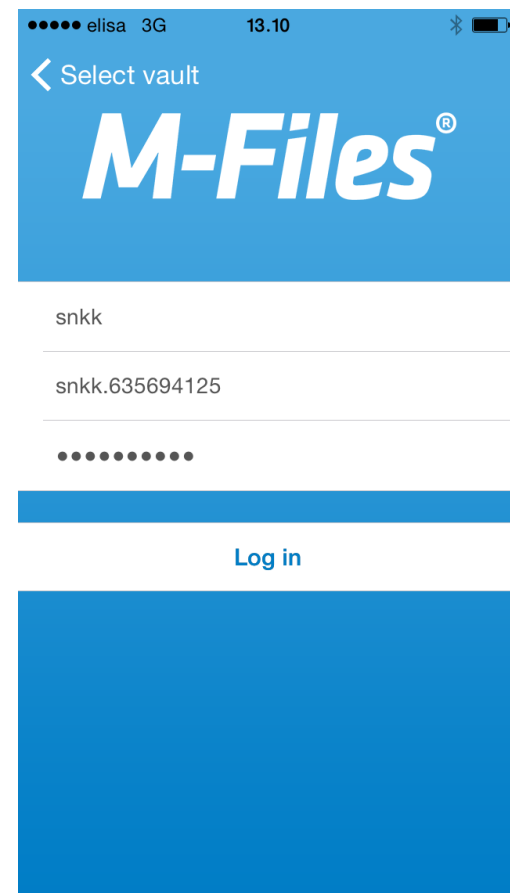 elisa 3G 13.10
Select vault
M-Files®
snkk
snkk.635694125
••••••••••
Log in